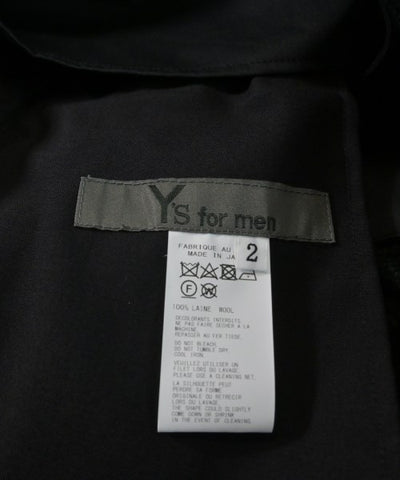 Y's for men
FABRIQUE AU
MADE IN JA
2
F W
100% LAINE WOOL
DECOLORANTS INTERDITS
NE PAS FAIRE SECHER A LA
MACHINE.
REPASSER AU FER TIEDE.
DO NOT BLEACH.
DO NOT TUMBLE DRY.
COOL IRON.
VEUILLEZ UTILISER UN
FILET LORS DU LAVAGE.
PLEASE USE A CLEANING NET.
LA SILHOUETTE PEUT
PERDRE SA FORME
ORIGINALE OU RETRECIR
LORS DU LAVAGE.
THE SHAPE COULD SLIGHTLY
COME DOWN OR SHRINK
IN THE WASH.